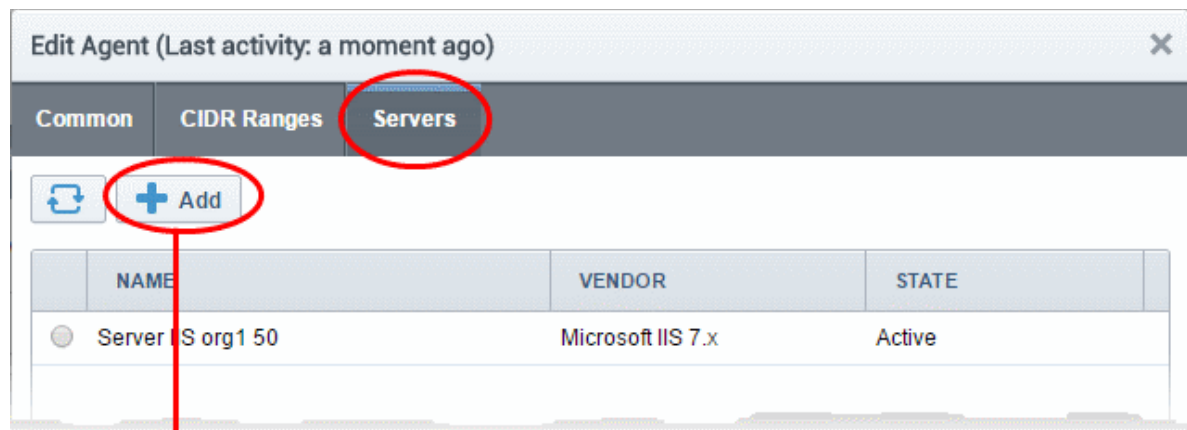 Edit Agent (Last activity: a moment ago)
Common CIDR Ranges Servers
Add
NAME VENDOR STATE
Server IIS org1 50 Microsoft IIS 7.x Active